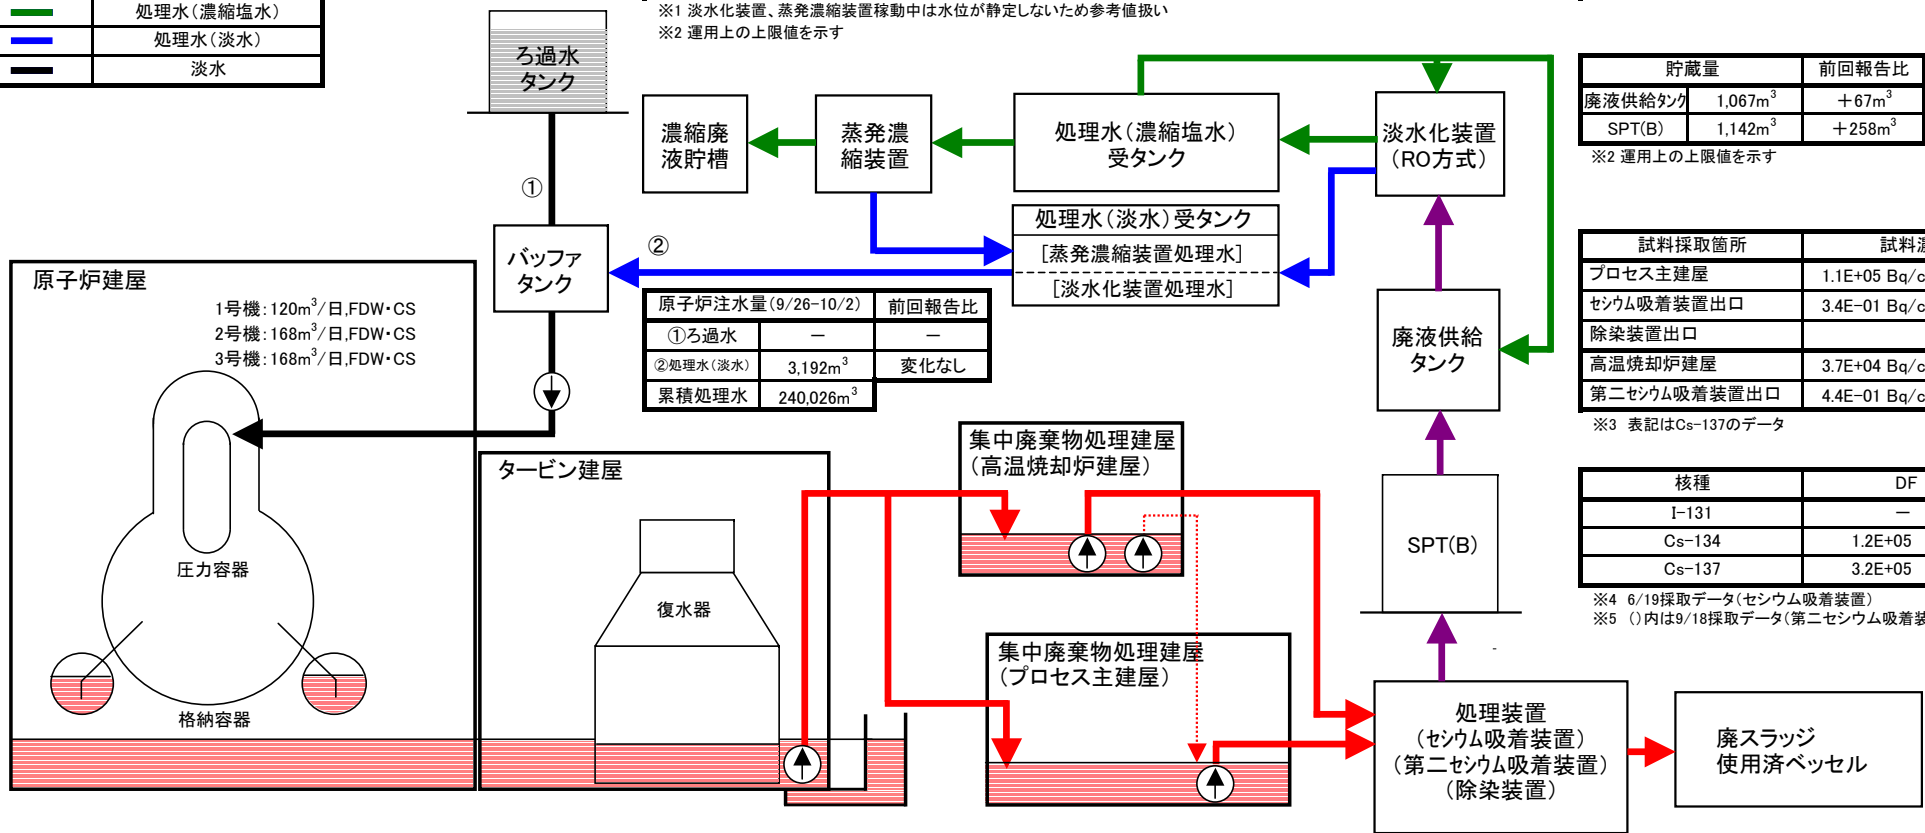 処理水(濃縮塩水)
処理水(淡水)
淡水
※1 淡水化装置、蒸発濃縮装置稼動中は水位が静定しないため参考値扱い
※2 運用上の上限値を示す
ろ過水
タンク
濃縮廃
液貯槽
蒸発濃
縮装置
処理水(濃縮塩水)
受タンク
淡水化装置
(RO方式)
貯蔵量 前回報告比
廃液供給タンク 1,067m³ +67m³
SPT(B) 1,142m³ +258m³
※2 運用上の上限値を示す
①
②
バッファ
タンク
処理水(淡水)受タンク
[蒸発濃縮装置処理水]
[淡水化装置処理水]
原子炉注水量(9/26-10/2) 前回報告比
①ろ過水 － －
②処理水(淡水) 3,192m³ 変化なし
累積処理水 240,026m³
廃液供給
タンク
試料採取箇所 試料濃
プロセス主建屋 1.1E+05 Bq/c
セシウム吸着装置出口 3.4E-01 Bq/c
除染装置出口
高温焼却炉建屋 3.7E+04 Bq/c
第二セシウム吸着装置出口 4.4E-01 Bq/c
※3 表記はCs-137のデータ
原子炉建屋
1号機:120m³/日,FDW・CS
2号機:168m³/日,FDW・CS
3号機:168m³/日,FDW・CS
圧力容器
格納容器
タービン建屋
復水器
集中廃棄物処理建屋
(高温焼却炉建屋)
集中廃棄物処理建屋
(プロセス主建屋)
SPT(B)
核種 DF
I-131 －
Cs-134 1.2E+05
Cs-137 3.2E+05
※4 6/19採取データ(セシウム吸着装置)
※5 ()内は9/18採取データ(第二セシウム吸着装
-
処理装置
(セシウム吸着装置)
(第二セシウム吸着装置)
(除染装置)
廃スラッジ
使用済ベッセル